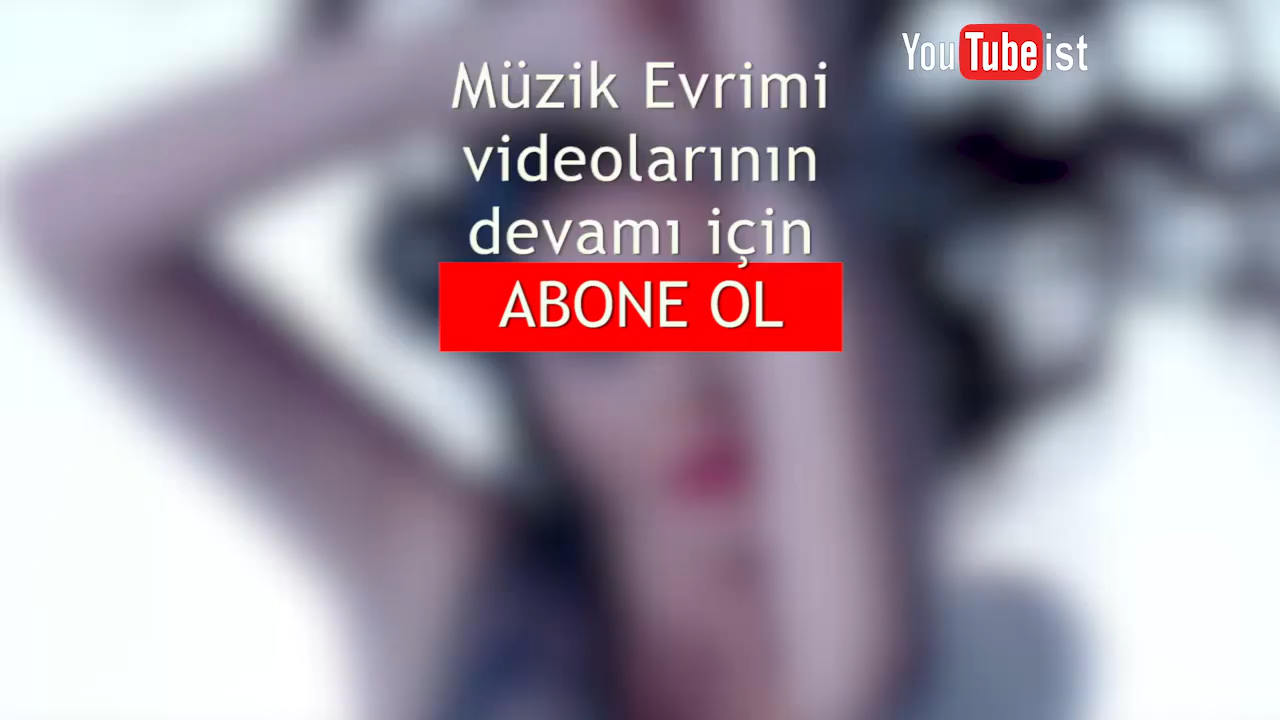 YouTubeist
Müzik Evrimi
videolarının
devamı için
ABONE OL